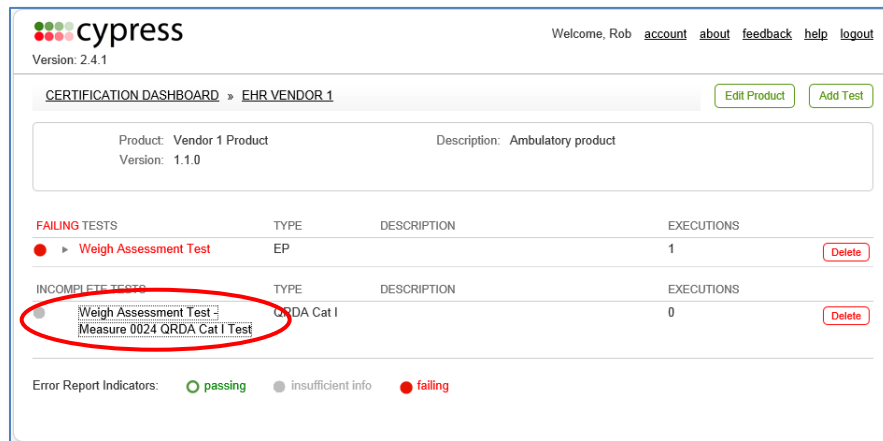 cypress
Welcome, Rob account about feedback help logout
Version: 2.4.1
CERTIFICATION DASHBOARD » EHR VENDOR 1
Edit Product
Add Test
Product: Vendor 1 Product
Description: Ambulatory product
Version: 1.1.0
FAILING TESTS TYPE DESCRIPTION EXECUTIONS
Weigh Assessment Test EP 1 Delete
INCOMPLETE TESTS TYPE DESCRIPTION EXECUTIONS
Weigh Assessment Test - QRDA Cat I 0 Delete
Measure 0024 QRDA Cat I Test
Error Report Indicators: passing insufficient info failing